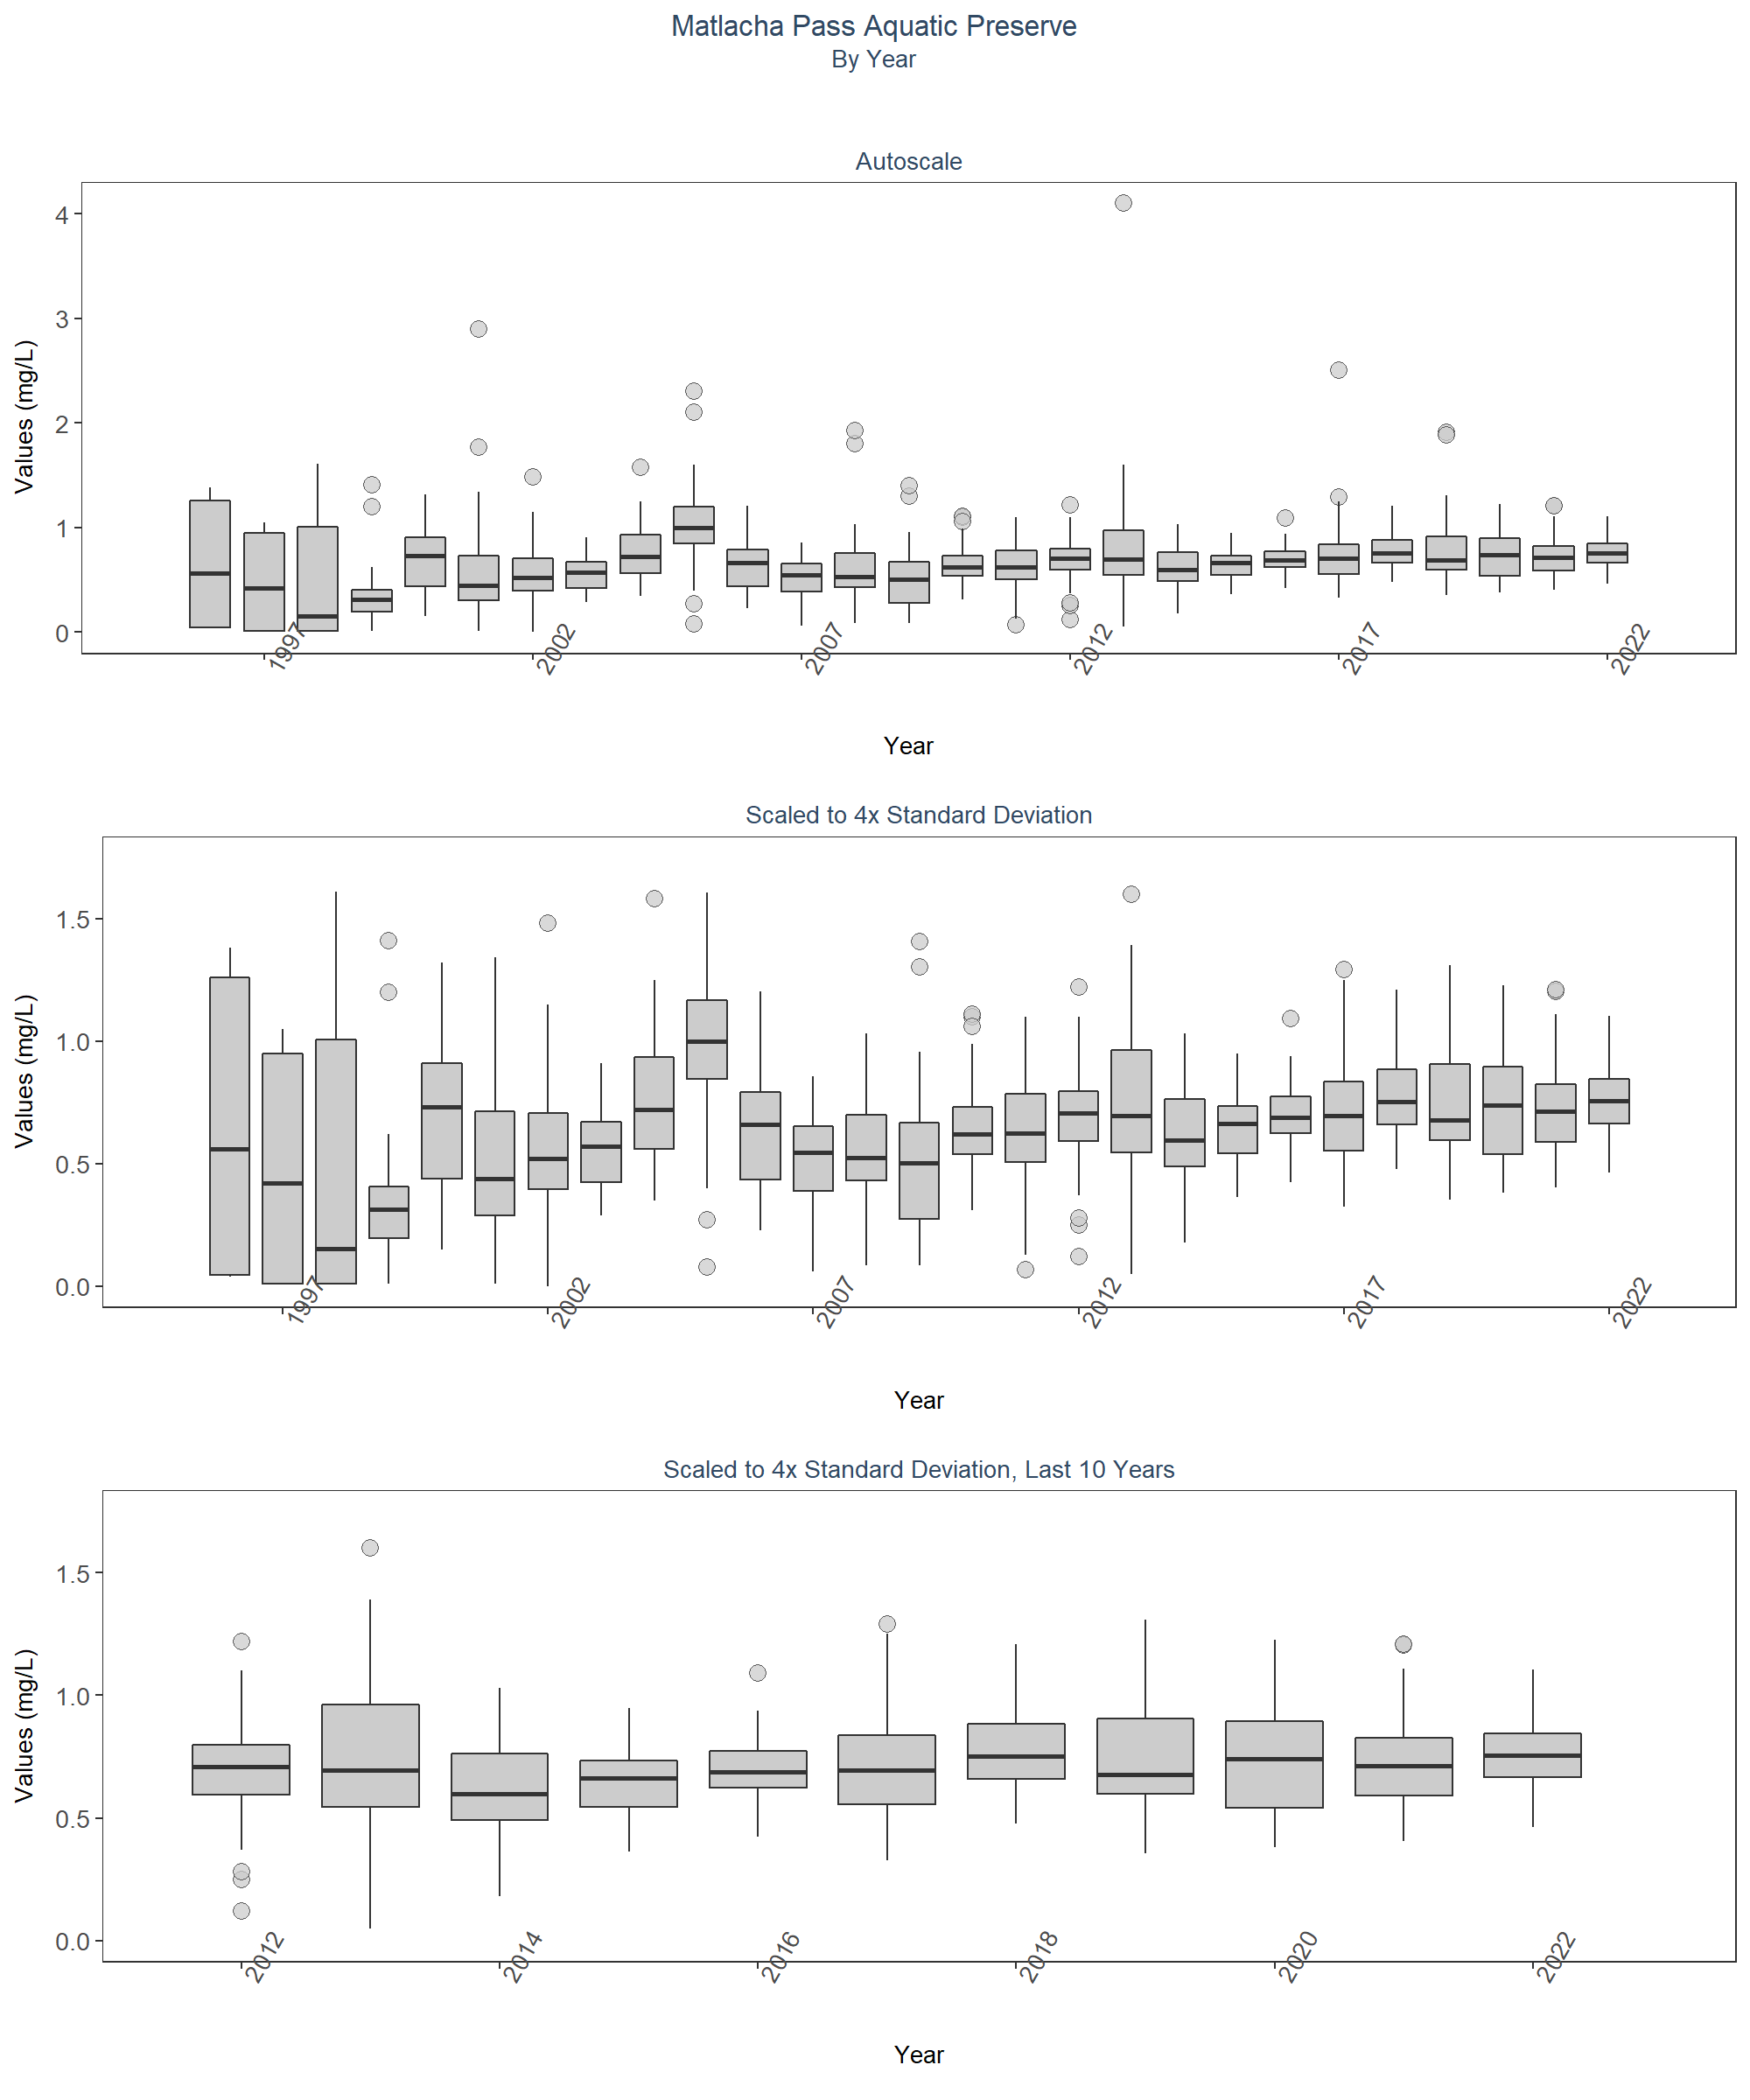 Matlacha Pass Aquatic Preserve
By Year
Autoscale
Values (mg/L)
4
3
2
1
0
1997 2002 2007 2012 2017 2022
Year
Scaled to 4x Standard Deviation
Values (mg/L)
1.5
1.0
0.5
0.0
1997 2002 2007 2012 2017 2022
Year
Scaled to 4x Standard Deviation, Last 10 Years
Values (mg/L)
1.5
1.0
0.5
0.0
2012 2014 2016 2018 2020 2022
Year